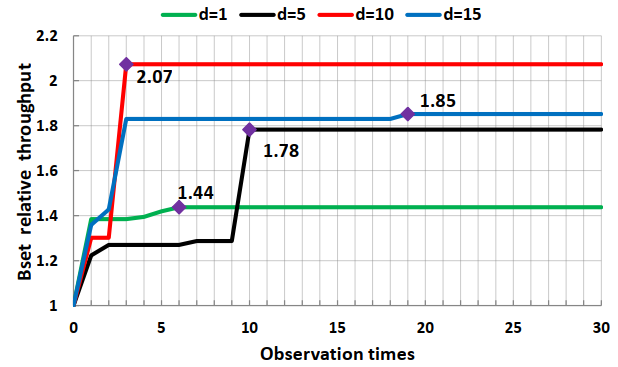 d=1 d=5 d=10 d=15
2.2
2
1.8
1.6
1.4
1.2
1
Bset relative throughput
2.07
1.85
1.78
1.44
0 5 10 15 20 25 30
Observation times